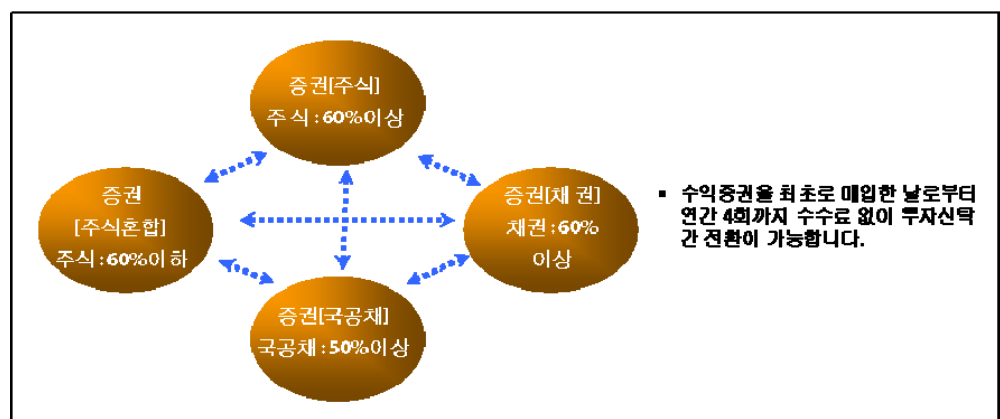 증권[주식]
주식:60%이상
증권
[주식혼합]
주식:60%이하
증권[채 권]
채권:60%
이상
증권[국공채]
국공채:50%이상
▪ 수익증권을 최초로 매입한 날로부터
연간 4회까지 수수료 없이 투자신탁
간 전환이 가능합니다.